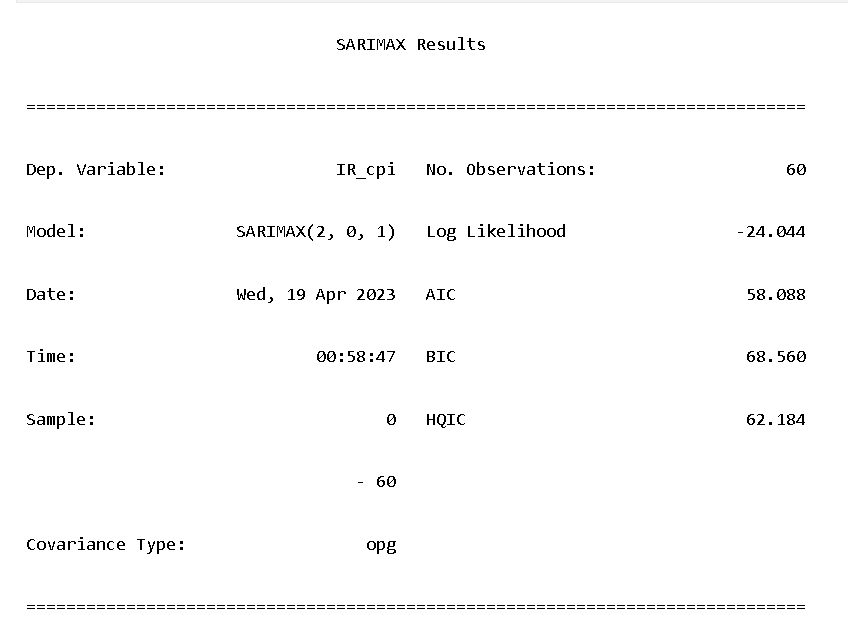 SARIMAX Results
==============================================================================
Dep. Variable: IR_cpi No. Observations: 60
Model: SARIMAX(2, 0, 1) Log Likelihood -24.044
Date: Wed, 19 Apr 2023 AIC 58.088
Time: 00:58:47 BIC 68.560
Sample: 0 HQIC 62.184
- 60
Covariance Type: opg
==============================================================================